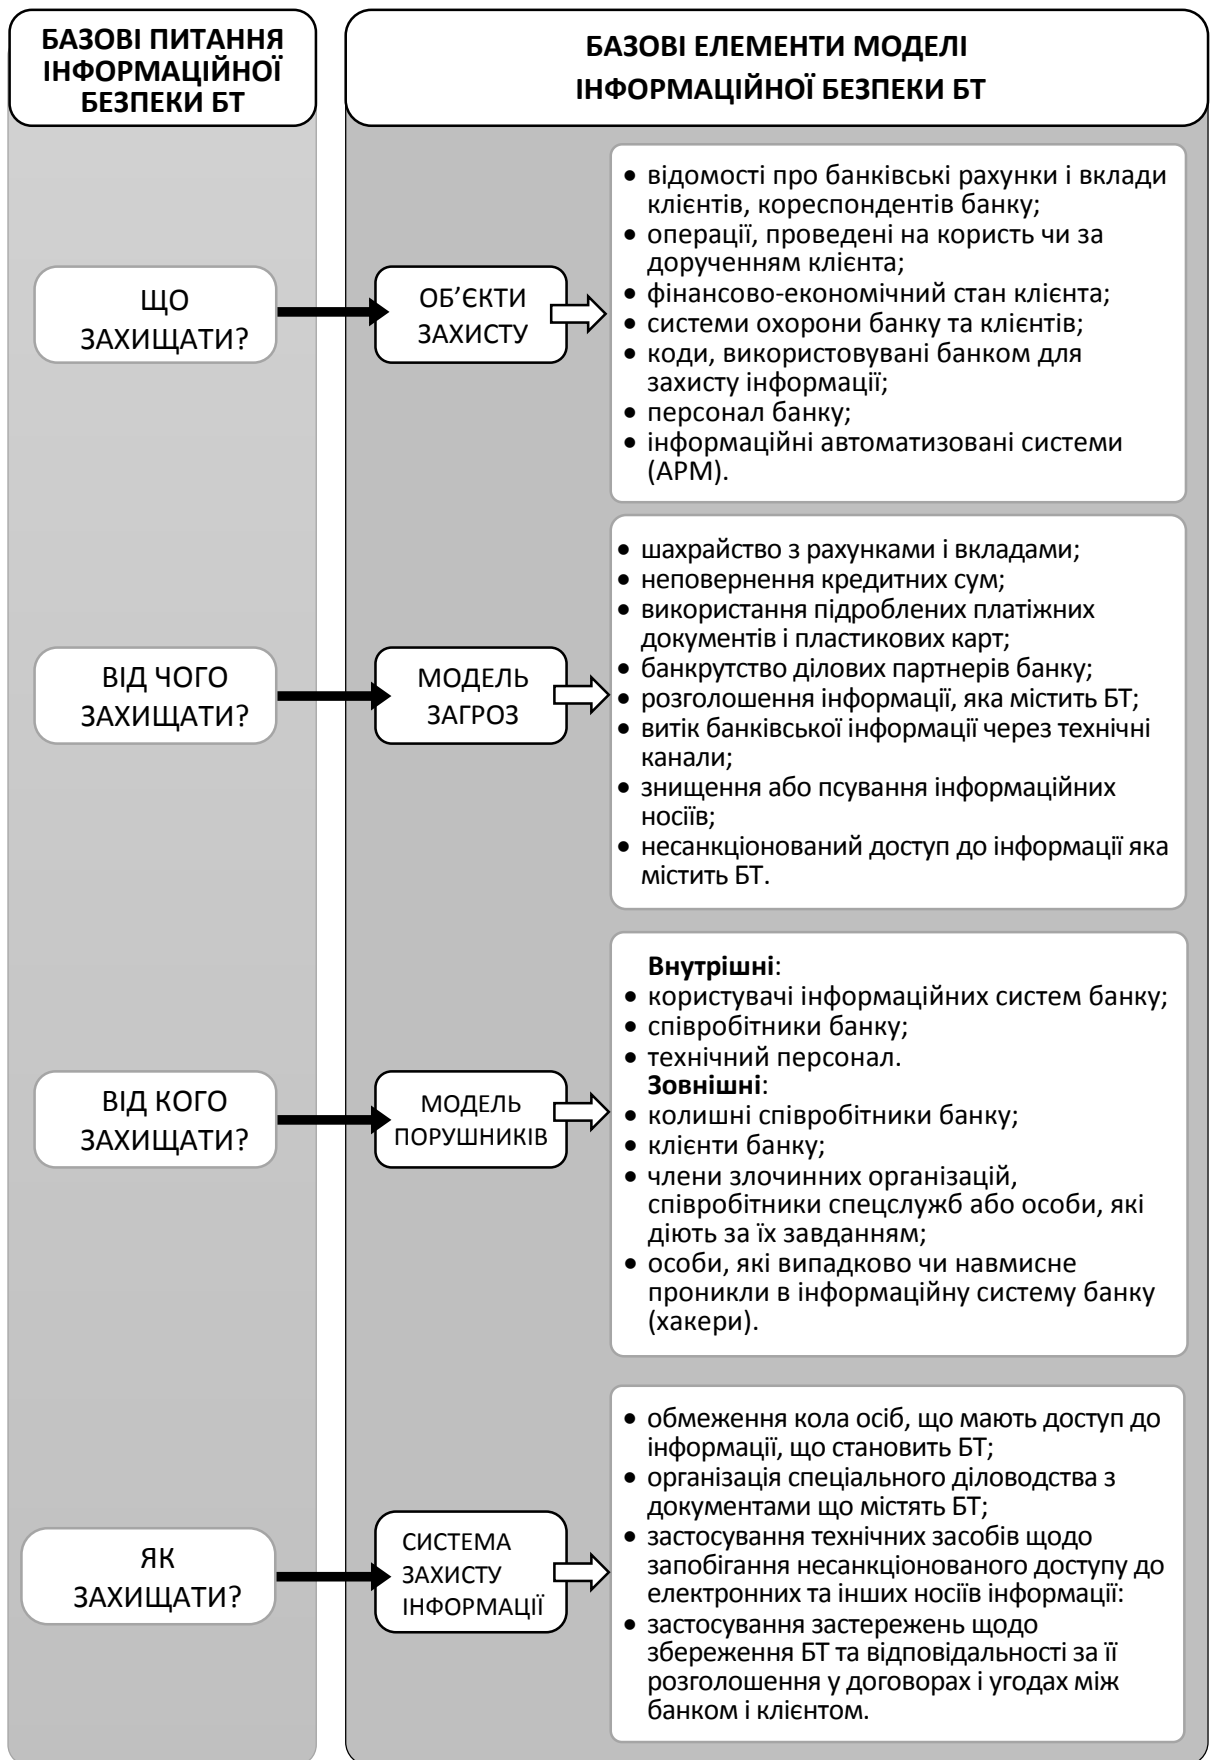 БАЗОВІ ПИТАННЯ
ІНФОРМАЦІЙНОЇ
БЕЗПЕКИ БТ
БАЗОВІ ЕЛЕМЕНТИ МОДЕЛІ
ІНФОРМАЦІЙНОЇ БЕЗПЕКИ БТ
ЩО
ЗАХИЩАТИ?
ОБ’ЄКТИ
ЗАХИСТУ
• відомості про банківські рахунки і вклади
клієнтів, кореспондентів банку;
• операції, проведені на користь чи за
дорученням клієнта;
• фінансово-економічний стан клієнта;
• системи охорони банку та клієнтів;
• коди, використовувані банком для
захисту інформації;
• персонал банку;
• інформаційні автоматизовані системи
(АРМ).
ВІД ЧОГО
ЗАХИЩАТИ?
МОДЕЛЬ
ЗАГРОЗ
• шахрайство з рахунками і вкладами;
• неповернення кредитних сум;
• використання підроблених платіжних
документів і пластикових карт;
• банкрутство ділових партнерів банку;
• розголошення інформації, яка містить БТ;
• витік банківської інформації через технічні
канали;
• знищення або псування інформаційних
носіїв;
• несанкціонований доступ до інформації яка
містить БТ.
ВІД КОГО
ЗАХИЩАТИ?
МОДЕЛЬ
ПОРУШНИКІВ
Внутрішні:
• користувачі інформаційних систем банку;
• співробітники банку;
• технічний персонал.
Зовнішні:
• колишні співробітники банку;
• клієнти банку;
• члени злочинних організацій,
співробітники спецслужб або особи, які
діють за їх завданням;
• особи, які випадково чи навмисне
проникли в інформаційну систему банку
(хакери).
ЯК
ЗАХИЩАТИ?
СИСТЕМА
ЗАХИСТУ
ІНФОРМАЦІЇ
• обмеження кола осіб, що мають доступ до
інформації, що становить БТ;
• організація спеціального діловодства з
документами що містять БТ;
• застосування технічних засобів щодо
запобігання несанкціонованого доступу до
електронних та інших носіїв інформації:
• застосування застережень щодо
збереження БТ та відповідальності за її
розголошення у договорах і угодах між
банком і клієнтом.